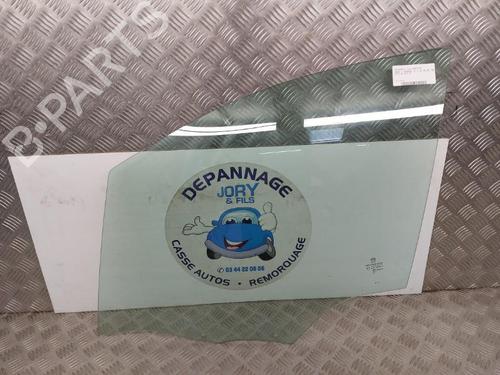 B-PARTS
DEPANNAGE
JORY
& FILS
03 44 22 08 06
CASSE AUTOS • REMORQUAGE